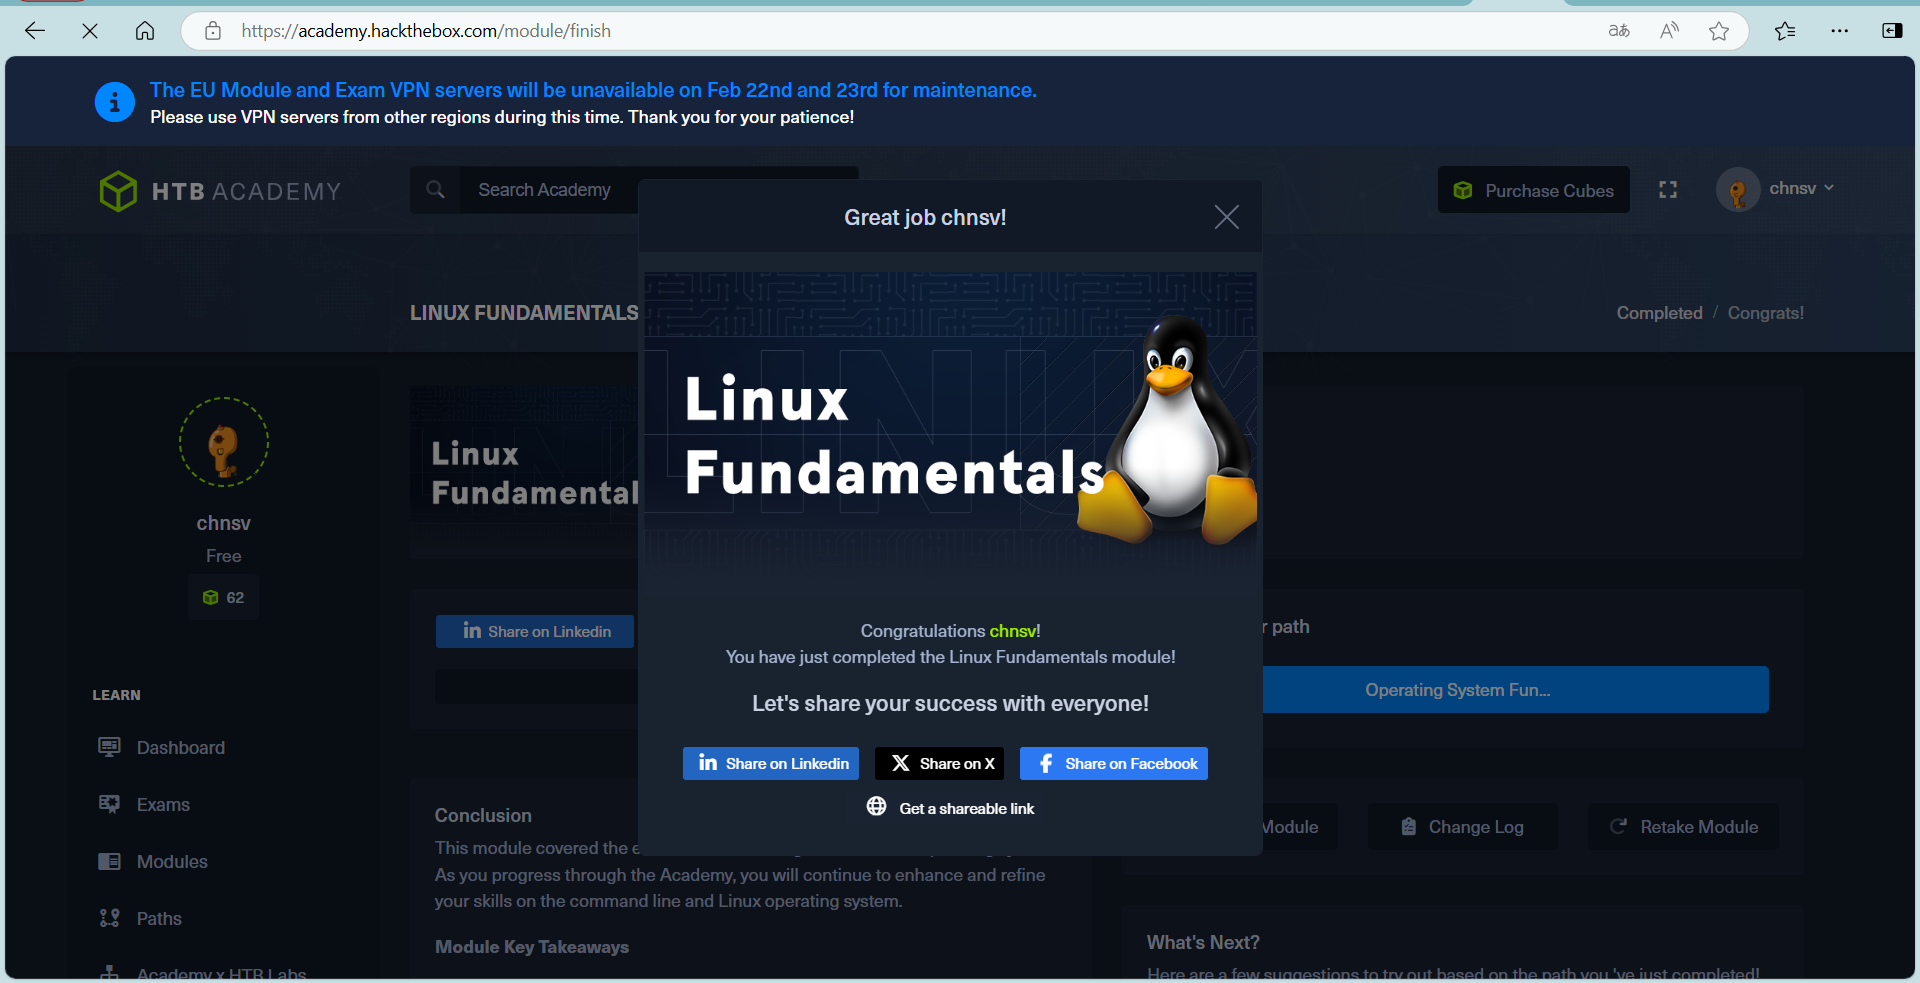 https://academy.hackthebox.com/module/finish
The EU Module and Exam VPN servers will be unavailable on Feb 22nd and 23rd for maintenance.
Please use VPN servers from other regions during this time. Thank you for your patience!
HTB ACADEMY
Search Academy
Purchase Cubes
chnsv
Great job chnsv!
LINUX FUNDAMENTALS
Completed / Congrats!
Linux
Fundamentals
Linux
Fundamental
chnsv
Free
62
Share on Linkedin
Congratulations chnsv!
You have just completed the Linux Fundamentals module!
Let's share your success with everyone!
Share on Linkedin
Share on X
Share on Facebook
Get a shareable link
r path
Operating System Fun...
LEARN
Dashboard
Exams
Modules
Paths
Academy x HTB Labs
Conclusion
This module covered the
As you progress through the Academy, you will continue to enhance and refine
your skills on the command line and Linux operating system.
Module Key Takeaways
Module
Change Log
Retake Module
What's Next?
Here are a few suggestions to try out based on the path you 've just completed!